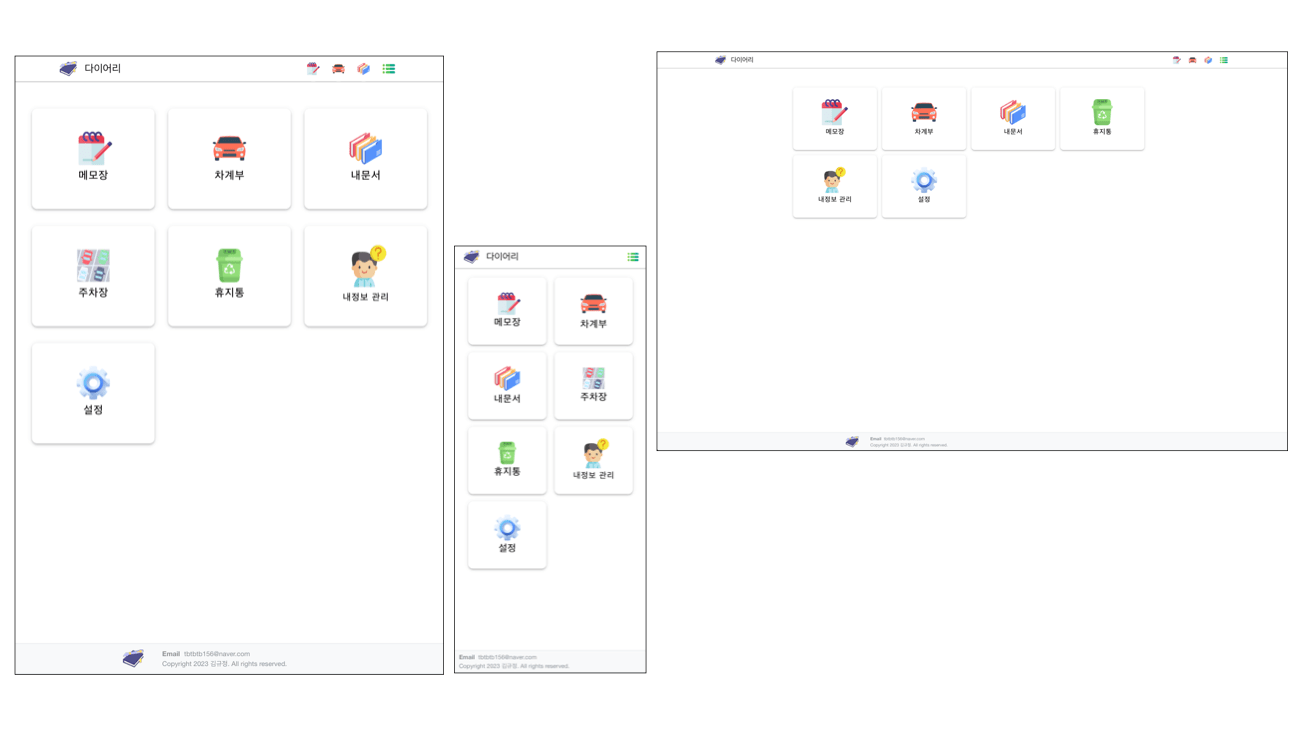 다이어리
메모장
차계부
내문서
주차장
휴지통
내정보 관리
설정
Email tbtbtb156@naver.com
Copyright 2023 김규정. All rights reserved.
다이어리
메모장
차계부
내문서
주차장
휴지통
내정보 관리
설정
Email tbtbtb156@naver.com
Copyright 2023 김규정. All rights reserved.
다이어리
메모장
차계부
내문서
휴지통
내정보 관리
설정
Email tbtbtb156@naver.com
Copyright 2023 김규정. All rights reserved.